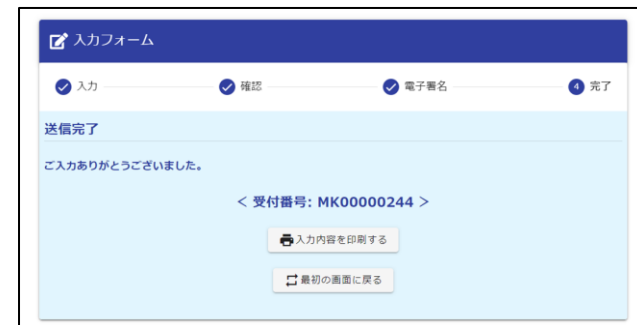 入力フォーム
入力 確認 電子署名 4 完了
送信完了
ご入力ありがとうございました。
< 受付番号: MK00000244 >
入力内容を印刷する
最初の画面に戻る